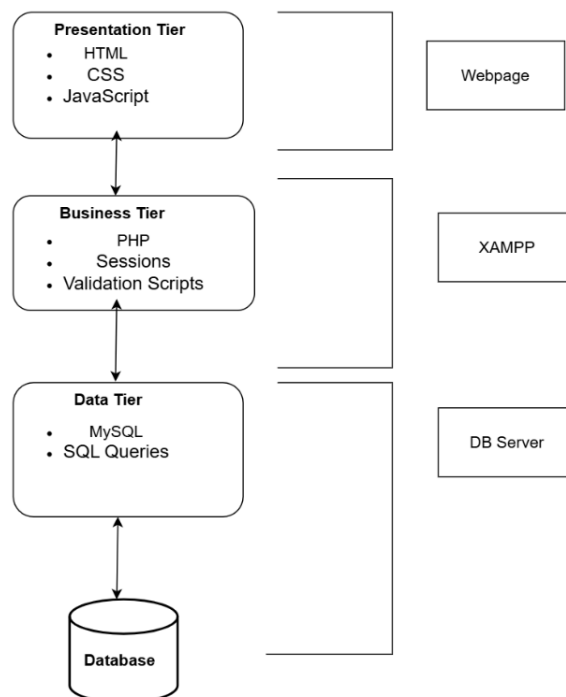 Presentation Tier
HTML
CSS
JavaScript
Webpage
Business Tier
PHP
Sessions
Validation Scripts
XAMPP
Data Tier
MySQL
SQL Queries
DB Server
Database